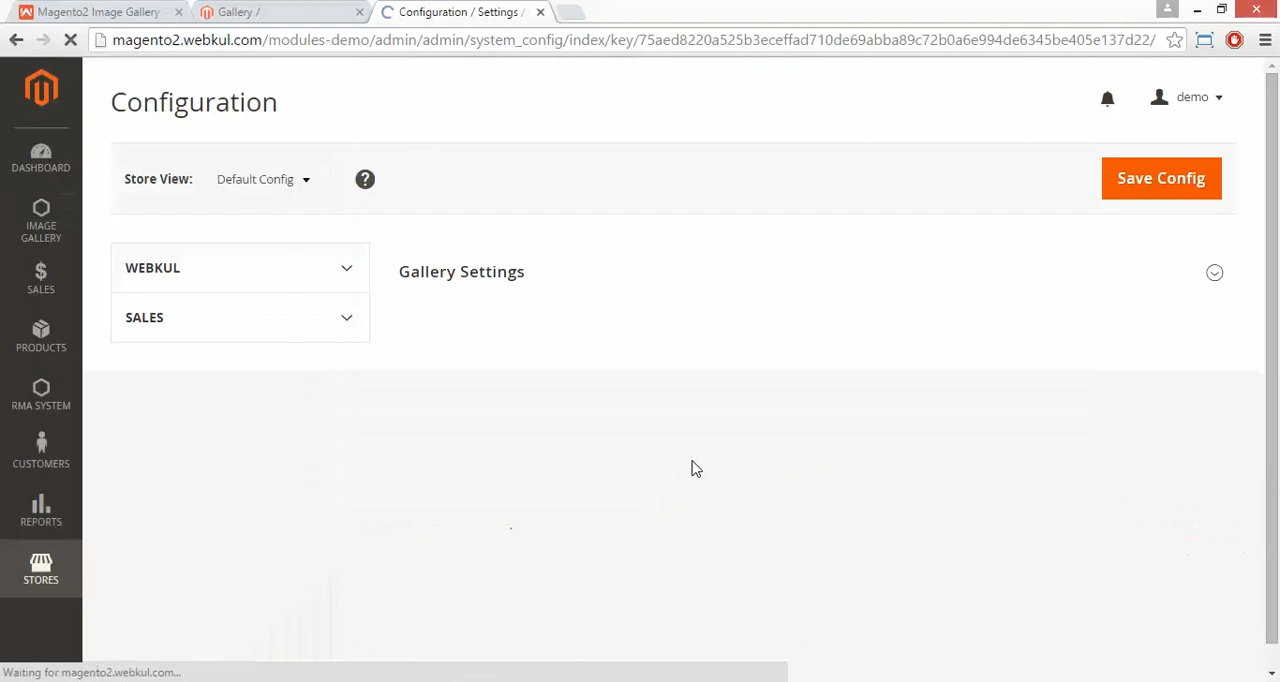 Magento2 Image Gallery
Gallery /
Configuration / Settings /
magento2.webkul.com/modules-demo/admin/admin/system_config/index/key/75aed8220a525b3aceffad710de69abba89c72b0a6e994de6345be405e137d22/
Configuration
demo
Store View: Default Config
?
Save Config
DASHBOARD
IMAGE
GALLERY
SALES
PRODUCTS
RMA SYSTEM
CUSTOMERS
REPORTS
STORES
WEBKUL
SALES
Gallery Settings
Waiting for magento2.webkul.com...